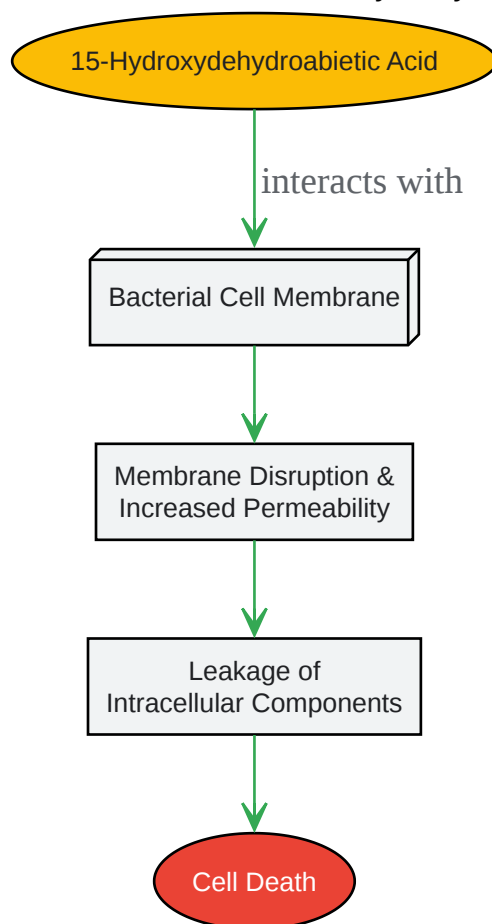 15-Hydroxydehydroabietic Acid
interacts with
Bacterial Cell Membrane
Membrane Disruption &
Increased Permeability
Leakage of
Intracellular Components
Cell Death